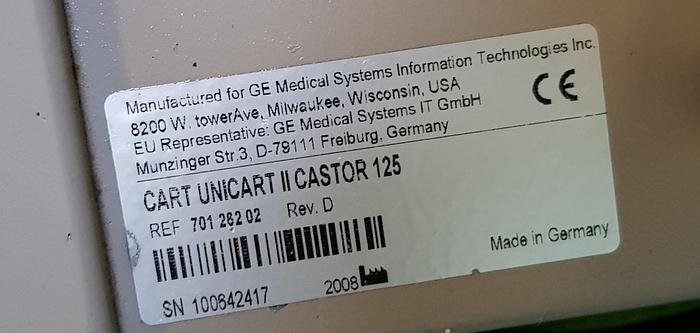 Manufactured for GE Medical Systems Information Technologies Inc.
8200 W. towerAve, Milwaukee, Wisconsin, USA
EU Representative: GE Medical Systems IT GmbH
Munzinger Str.3, D-79111 Freiburg, Germany
CE
CART UNICART II CASTOR 125
REF 701 262 02 Rev. D
SN 100642417
2008
Made in Germany